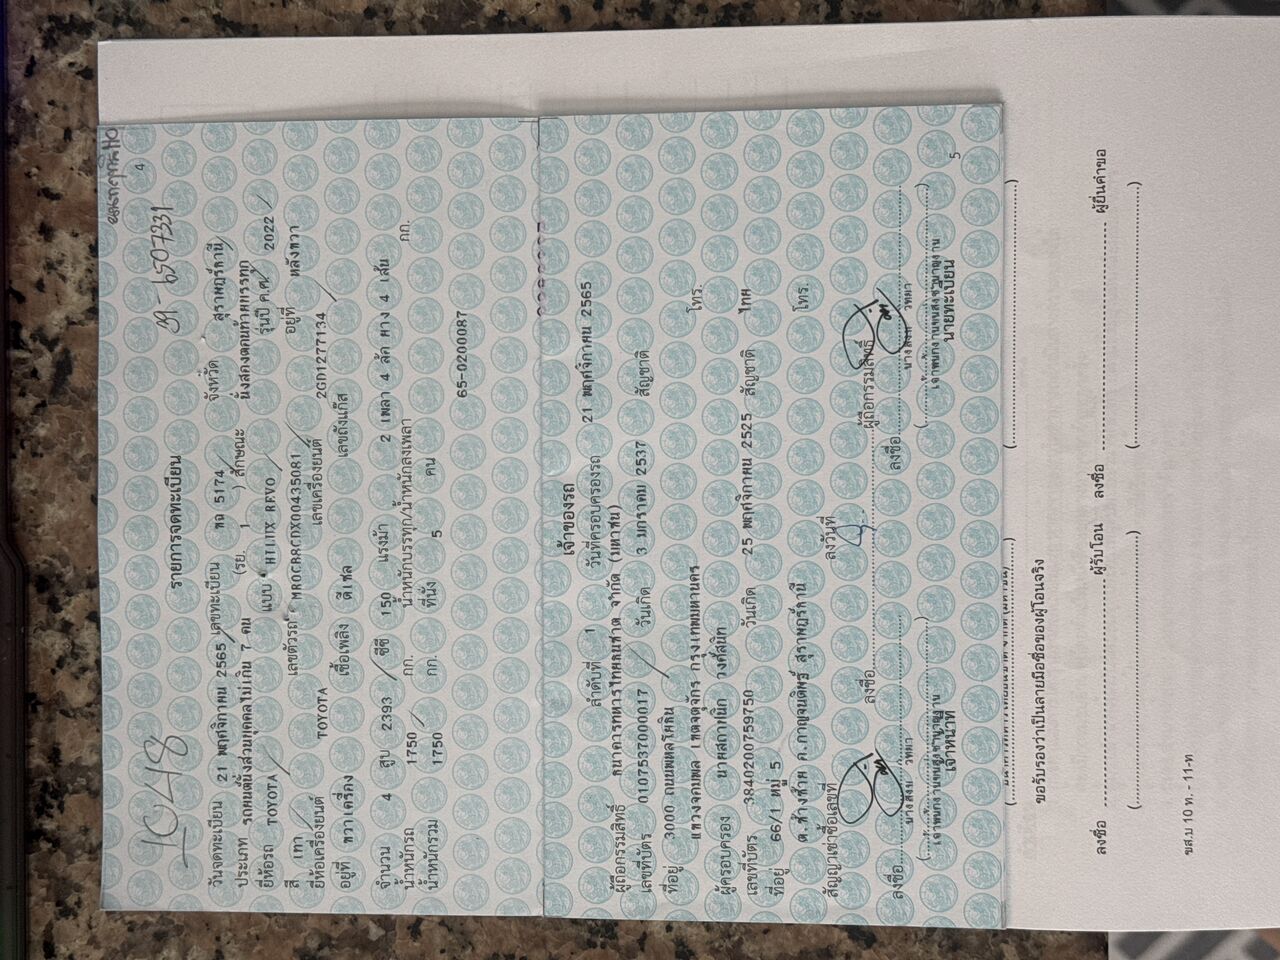 4
1048
39-6507331
รายการจดทะเบียน
วันจดทะเบียน 21 พฤศจิกายน 2565 เลขทะเบียน 5174 จังหวัด สุราษฎร์ธานี
ประเภท รถยนต์นั่งส่วนบุคคลไม่เกิน 7 คน (รย. 1 ) ลักษณะ นั่งสองตอนท้ายบรรทุก
ยี่ห้อรถ TOYOTA แบบ HILUX REVO รุ่นปี ค.ศ. 2022
สี เทา เลขตัวรถ อยู่ที่ หลังขวา
ยี่ห้อเครื่องยนต์ TOYOTA เลขเครื่องยนต์ 2GD1277134
อยู่ที่ ขวาเครื่อง เชื้อเพลิง ดีเซล เลขถังแก๊ส
จำนวน 4 สูบ 2393 ซีซี 150 แรงม้า 2 เพลา 4 ล้อ ยาง 4 เส้น
น้ำหนักรถ 1750 กก. น้ำหนักบรรทุก/น้ำหนักลงเพลา กก.
น้ำหนักรวม 1750 กก. ที่นั่ง 5 คน
65-0200087
เจ้าของรถ
ลำดับที่ 1 วันที่ครอบครองรถ 21 พฤศจิกายน 2565
ผู้ถือกรรมสิทธิ์ ธนาคารทหารไทยธนชาต จำกัด (มหาชน)
เลขที่บัตร 0107537000017 วันเกิด 3 มกราคม 2537 สัญชาติ
ที่อยู่ 3000 ถนนพหลโยธิน
แขวงจอมพล เขตจตุจักร กรุงเทพมหานคร โทร.
ผู้ครอบครอง วงศ์สนิท
เลขที่บัตร 3840200759750 วันเกิด 25 พฤศจิกายน 2525 สัญชาติ ไทย
ที่อยู่ 66/1 หมู่ 5
ต.ช้างซ้าย อ.กาญจนดิษฐ์ สุราษฎร์ธานี โทร.
สัญญาเช่าซื้อเลขที่ ลงวันที่
ลงชื่อ ผู้ถือกรรมสิทธิ์
ลงชื่อ ลงชื่อ
เจ้าหน้าที่ นายทะเบียน
5
ขอรับรองว่าเป็นลายมือชื่อของผู้โอนจริง
ลงชื่อ ผู้รับโอน ลงชื่อ ผู้ยื่นคำขอ
ขส.บ 10 ท. - 11-ท